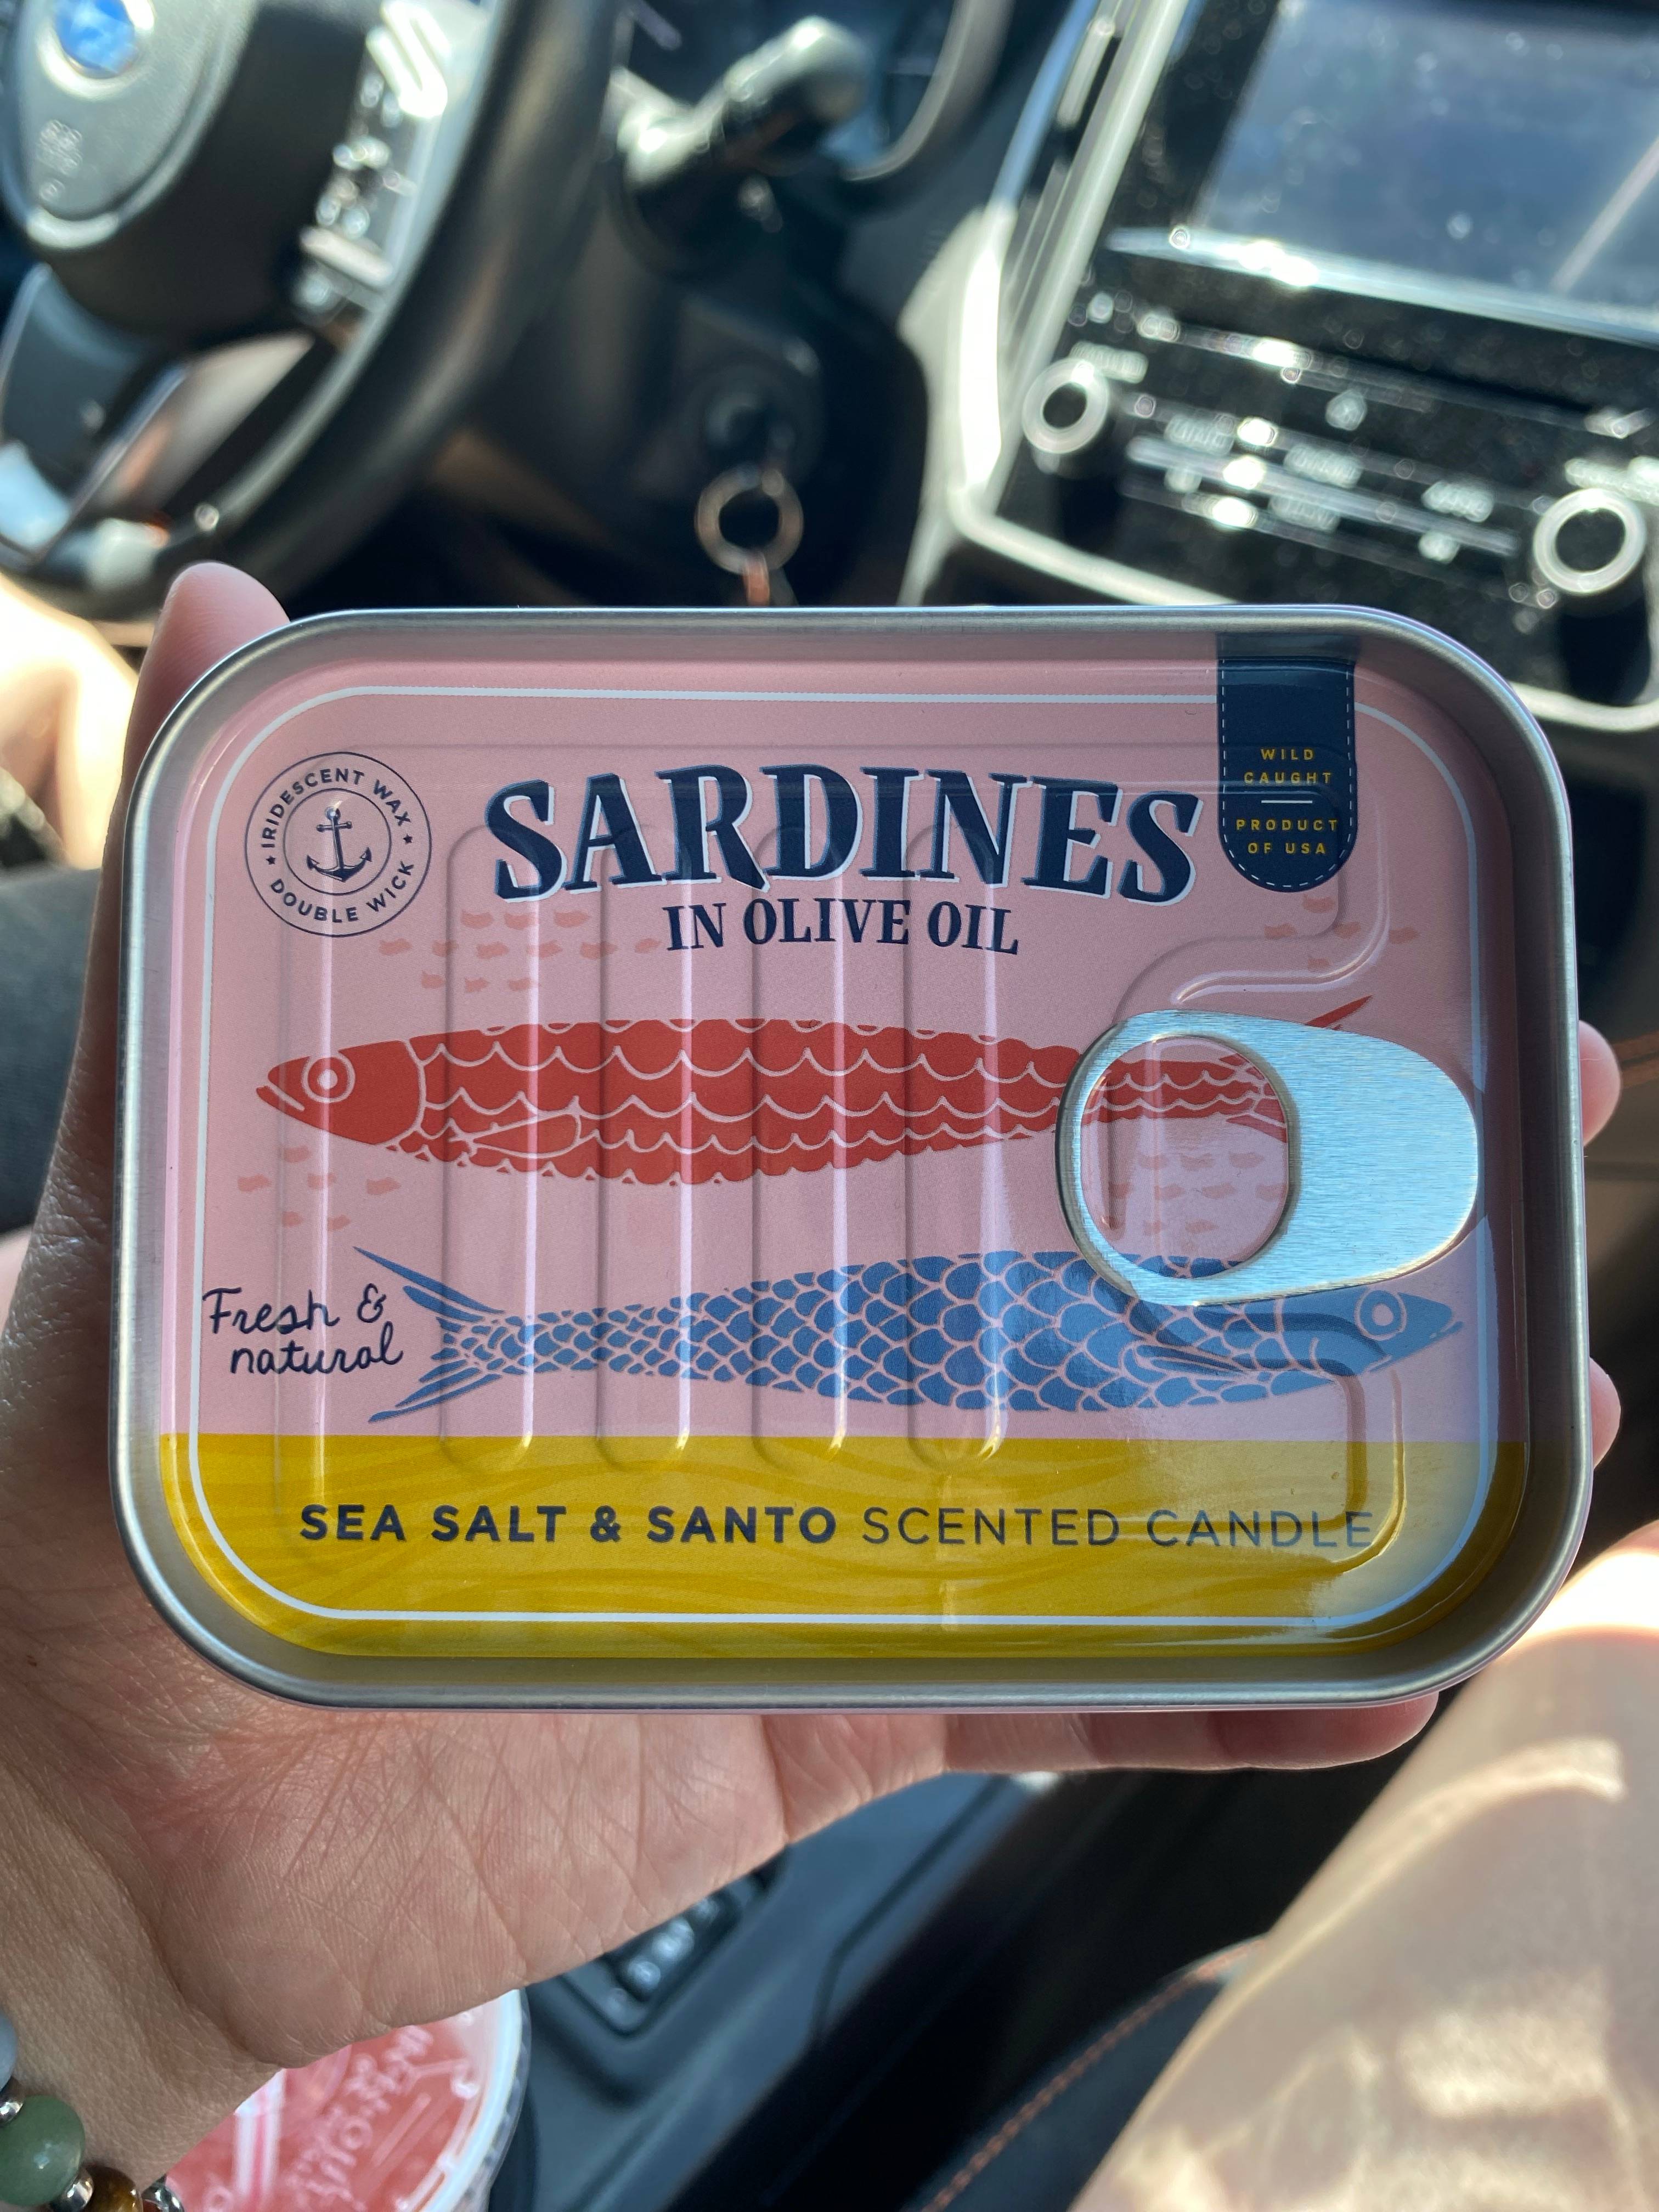 IRIDESCENT WAX
DOUBLE WICK
SARDINES
IN OLIVE OIL
WILD
CAUGHT
PRODUCT
OF USA
Fresh &
natural
SEA SALT & SANTO SCENTED CANDLE